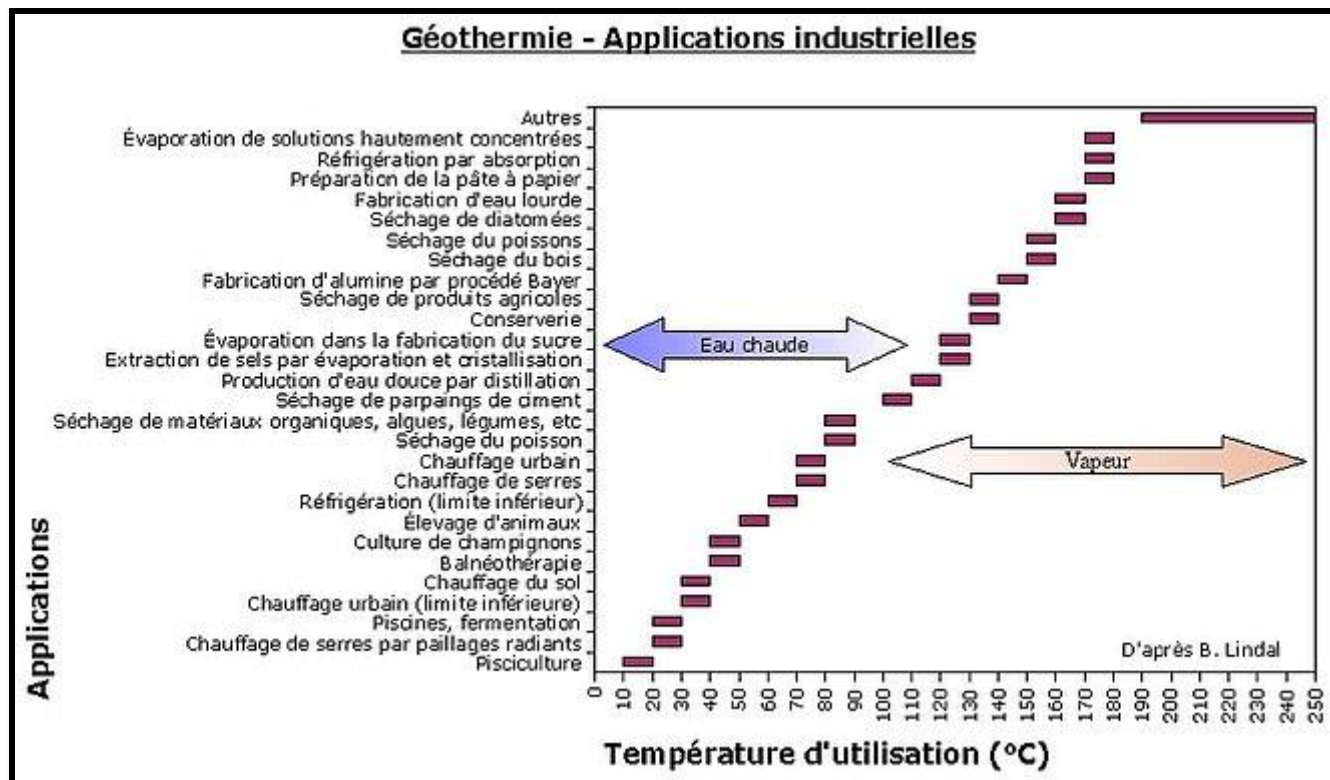 Géothermie - Applications industrielles
Autres
Évaporation de solutions hautement concentrées
Réfrigération par absorption
Préparation de la pâte à papier
Fabrication d'eau lourde
Séchage de diatomées
Séchage du poissons
Séchage du bois
Fabrication d'alumine par procédé Bayer
Séchage de produits agricoles
Conserverie
Évaporation dans la fabrication du sucre
Extraction de sels par évaporation et cristallisation
Production d'eau douce par distillation
Séchage de parpaings de ciment
Séchage de matériaux organiques, algues, légumes, etc
Séchage du poisson
Chauffage urbain
Chauffage de serres
Réfrigération (limite inférieur)
Élevage d'animaux
Culture de champignons
Balnéothérapie
Chauffage du sol
Chauffage urbain (limite inférieure)
Piscines, fermentation
Chauffage de serres par paillages radiants
Pisciculture
Applications
Eau chaude
Vapeur
D'après B. Lindal
0 10 20 30 40 50 60 70 80 90 100 110 120 130 140 150 160 170 180 190 200 210 220 230 240 250
Température d'utilisation (°C)